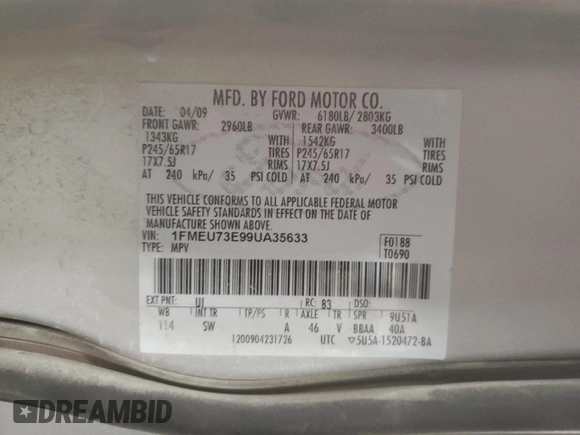 MFD. BY FORD MOTOR CO.
DATE: 04/09 GVWR: 6180LB/ 2803KG
FRONT GAWR: 2960LB REAR GAWR: 3400LB
1343KG 1542KG
P245/65R17 TIRES P245/65R17 TIRES
17X7.5J RIMS 17X7.5J RIMS
AT 240 kPa/ 35 PSI COLD AT 240 kPa/ 35 PSI COLD
THIS VEHICLE CONFORMS TO ALL APPLICABLE FEDERAL MOTOR
VEHICLE SAFETY STANDARDS IN EFFECT ON THE DATE OF
MANUFACTURE SHOWN ABOVE.
VIN: 1FMEU73E99UA35633 F0188
TYPE: MPV T0690
EXT PNT: UI RC: 83 DSO:
WB INT TR TP/PS R AXLE TR SPR 9U51A
114 SW A 46 V BBAA 40A
1200904231726 UTC ▽5U5A-1520472-BA
DREAMBID